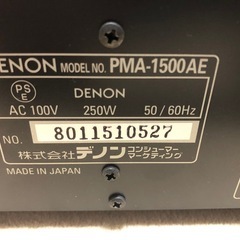 DENON MODEL NO. PMA-1500AE
PS
E
DENON
AC 100V 250W 50/60Hz
NO. 8011510527
株式会社デノン コンシューマー
マーケティング
MADE IN JAPAN